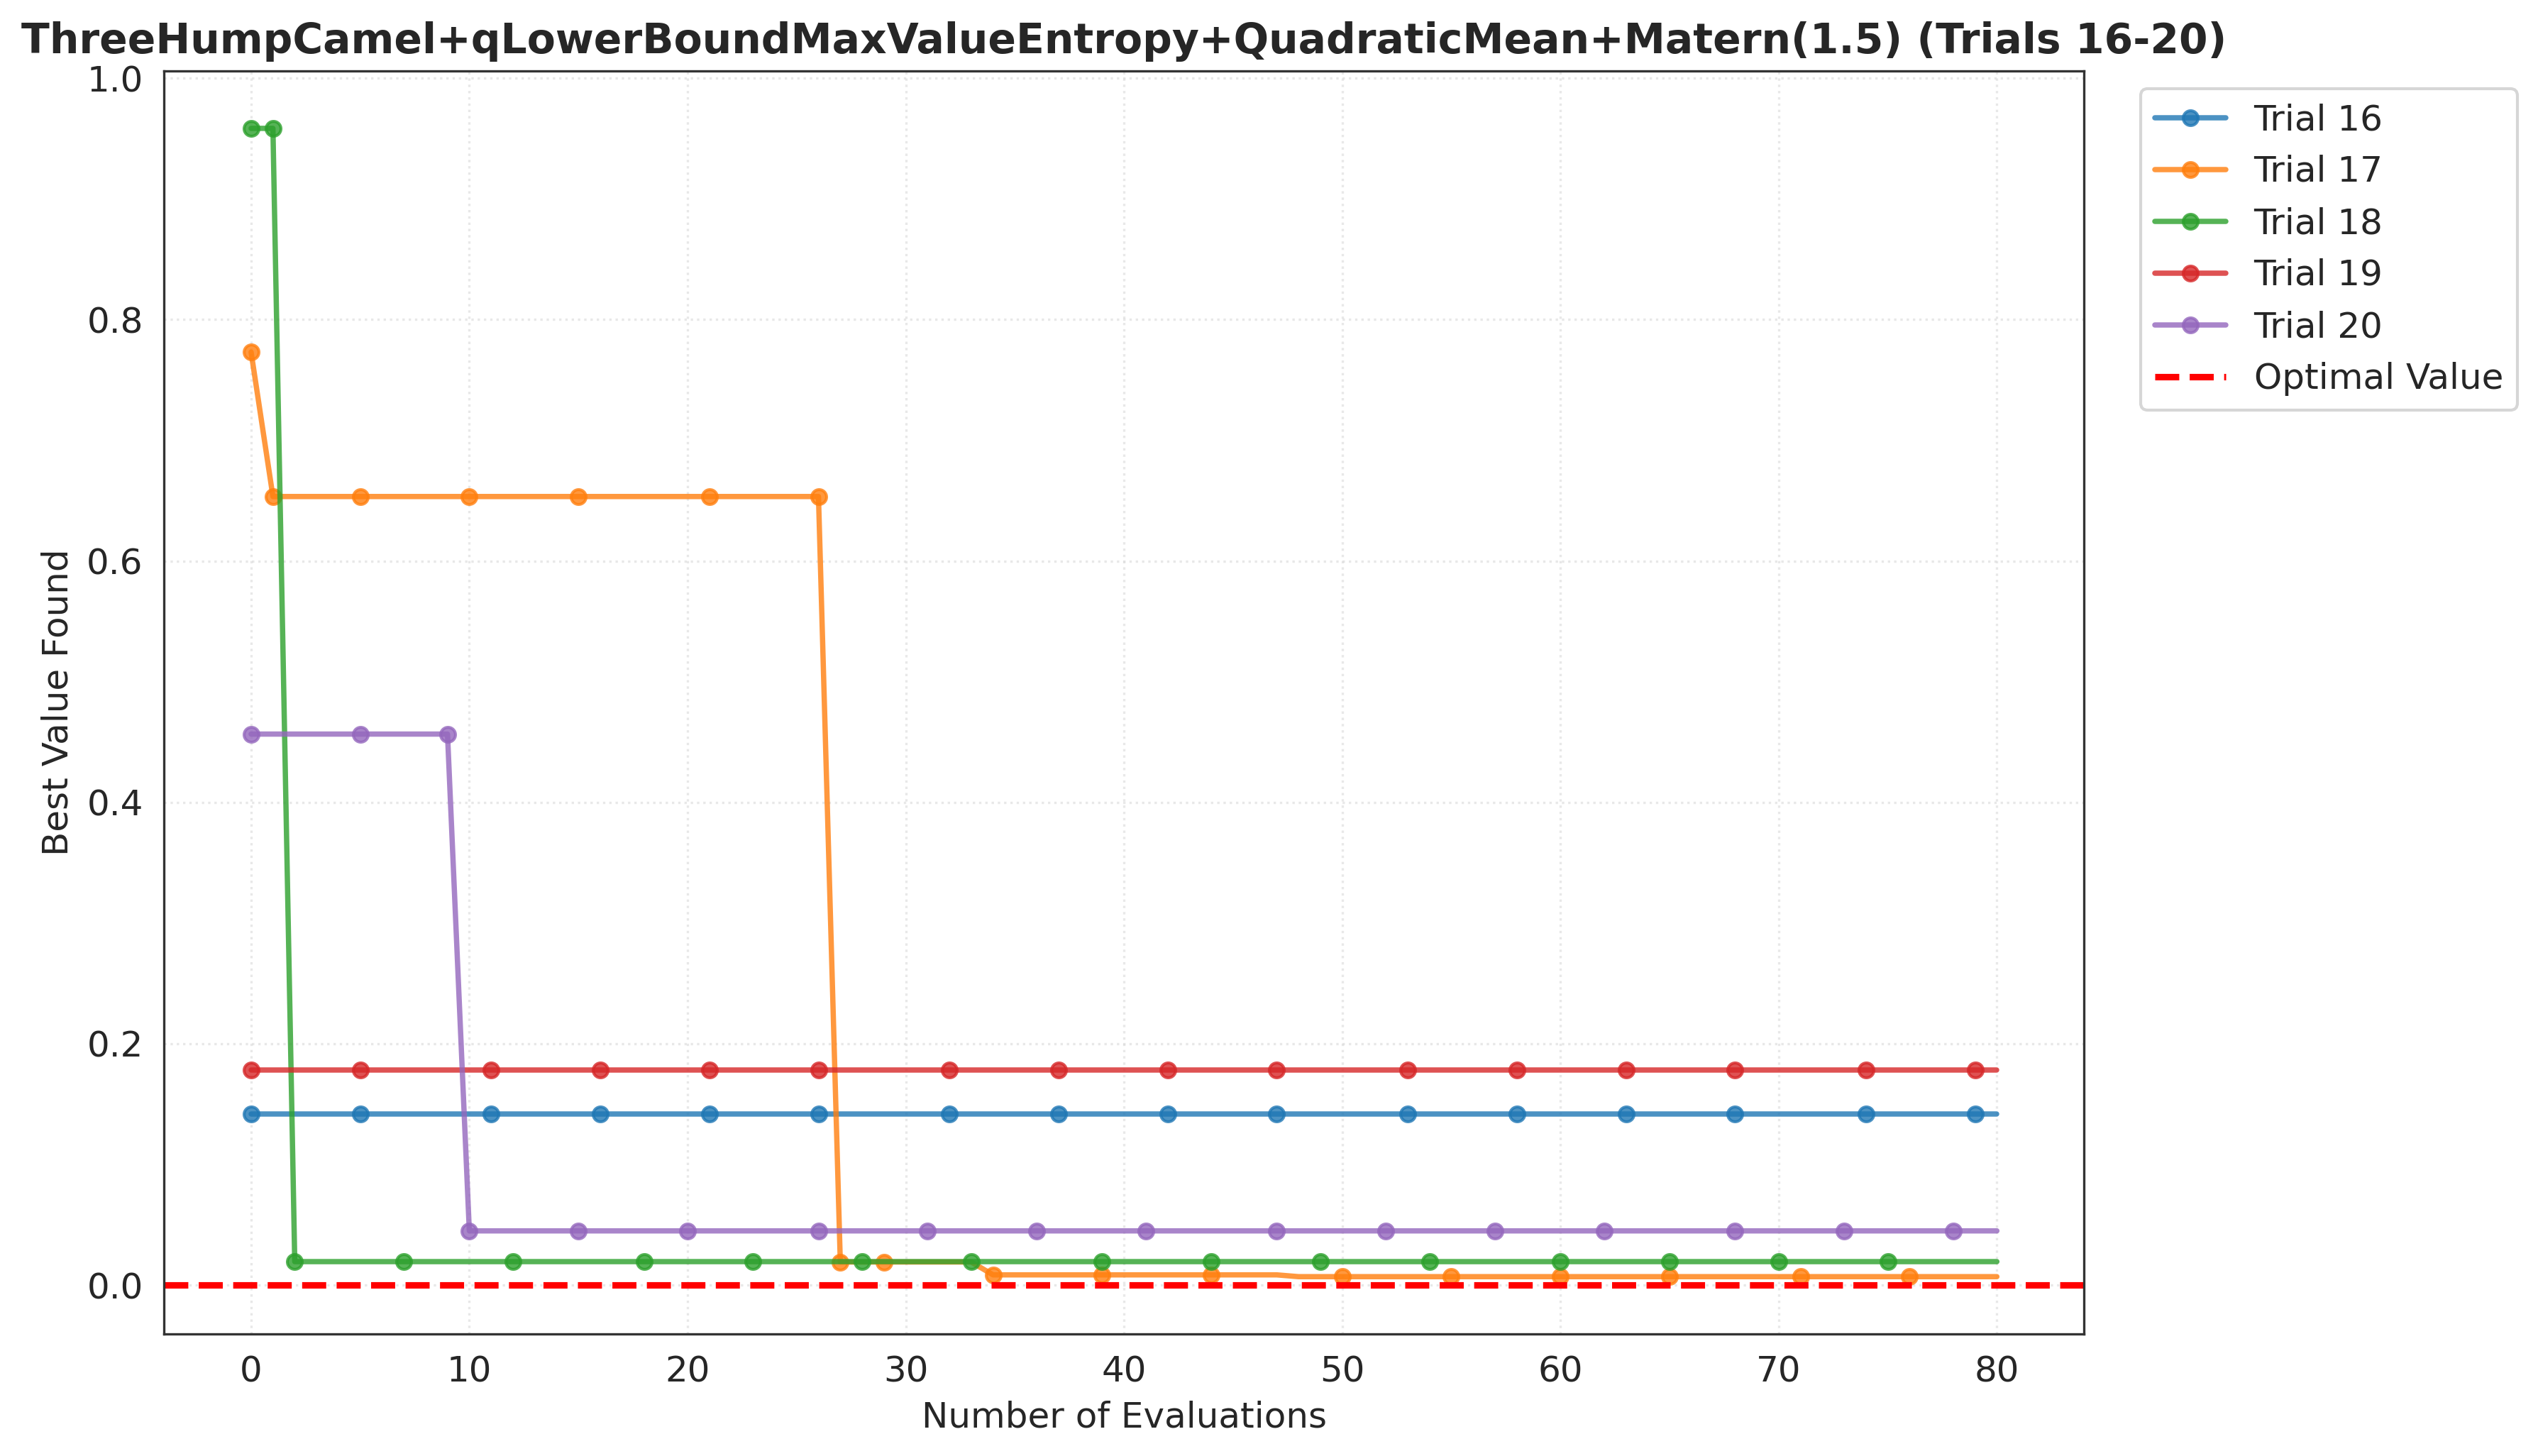 ThreeHumpCamel+qLowerBoundMaxValueEntropy+QuadraticMean+Matern(1.5) (Trials 16-20)
1.0
0.8
0.6
0.4
0.2
0.0
Best Value Found
0 10 20 30 40 50 60 70 80
Number of Evaluations
Trial 16
Trial 17
Trial 18
Trial 19
Trial 20
Optimal Value